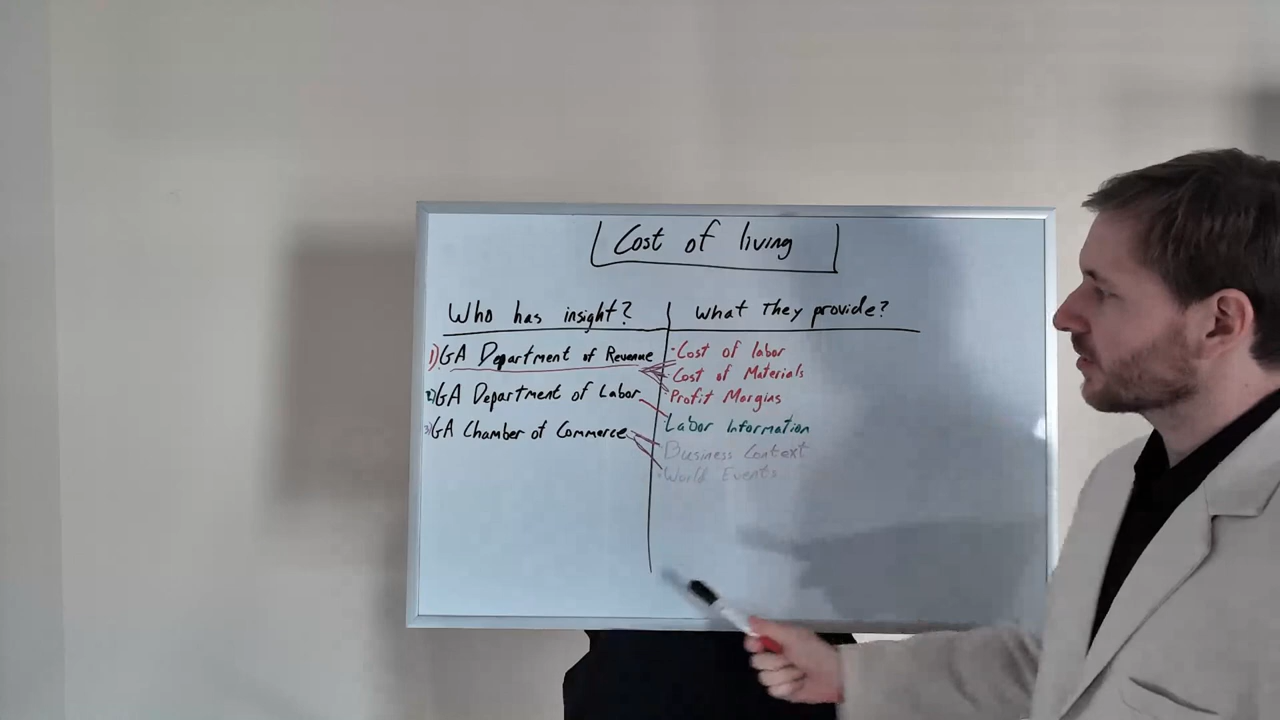 Cost of living
Who has insight?
What They provide?
1) GA Department of Revenue
2) GA Department of Labor
3) GA Chamber of Commerce
·Cost of labor
Cost of Materials
Profit Margins
Labor Information
Business Context
·World Events